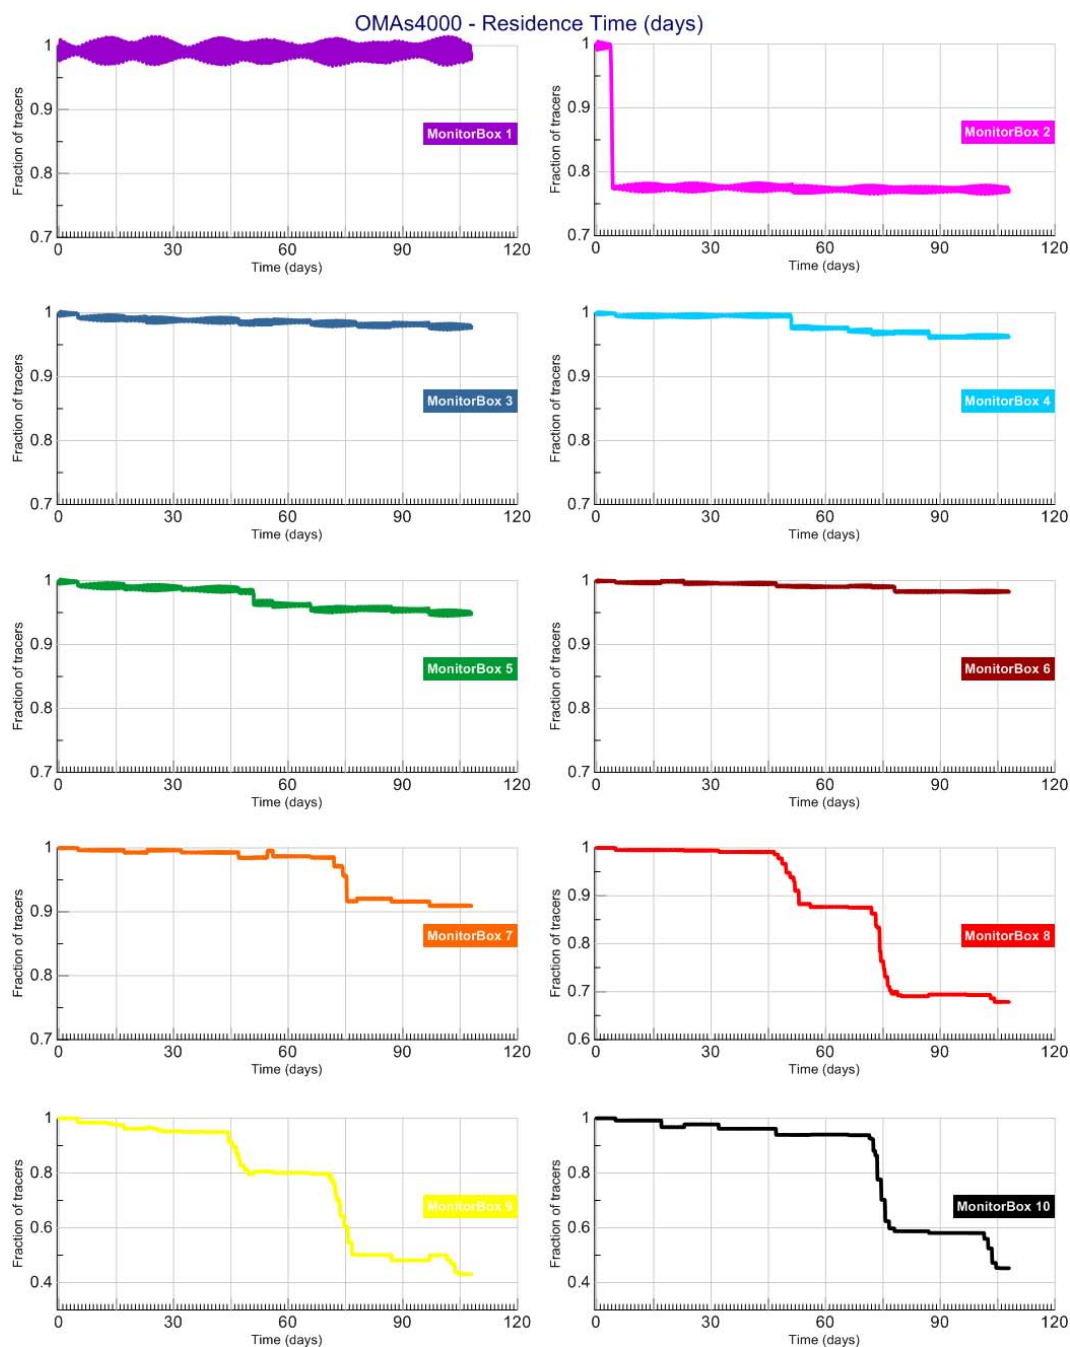 OMAs4000 - Residence Time (days)
Fraction of tracers
1
0.9
0.8
0.7
0 30 60 90 120
Time (days)
MonitorBox 1
Fraction of tracers
1
0.9
0.8
0.7
0 30 60 90 120
Time (days)
MonitorBox 2
Fraction of tracers
1
0.9
0.8
0.7
0 30 60 90 120
Time (days)
MonitorBox 3
Fraction of tracers
1
0.9
0.8
0.7
0 30 60 90 120
Time (days)
MonitorBox 4
Fraction of tracers
1
0.9
0.8
0.7
0 30 60 90 120
Time (days)
MonitorBox 5
Fraction of tracers
1
0.9
0.8
0.7
0 30 60 90 120
Time (days)
MonitorBox 6
Fraction of tracers
1
0.9
0.8
0.7
0 30 60 90 120
Time (days)
MonitorBox 7
Fraction of tracers
1
0.9
0.8
0.7
0.6
0 30 60 90 120
Time (days)
MonitorBox 8
Fraction of tracers
1
0.8
0.6
0.4
0 30 60 90 120
Time (days)
MonitorBox 9
Fraction of tracers
1
0.8
0.6
0.4
0 30 60 90 120
Time (days)
MonitorBox 10